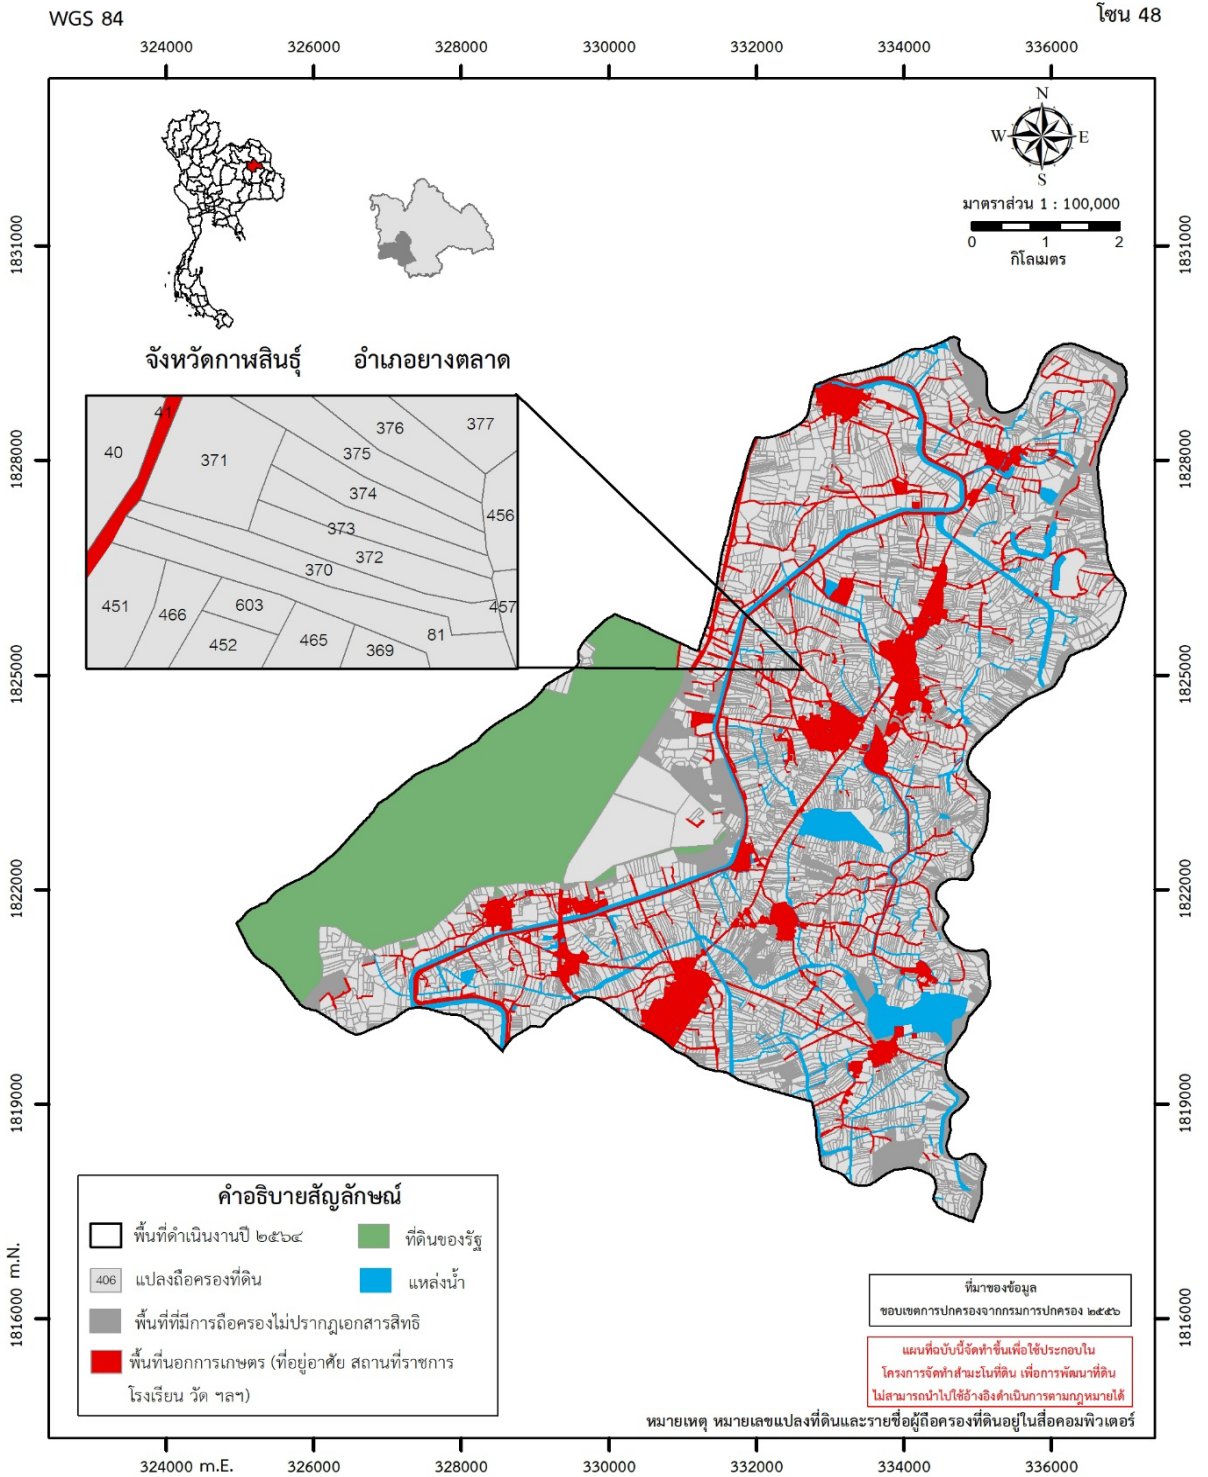 WGS 84
โซน 48
324000 326000 328000 330000 332000 334000 336000
N
W E
S
มาตราส่วน 1 : 100,000
0 1 2
กิโลเมตร
1831000 1831000
จังหวัดกาฬสินธุ์ อำเภอยางตลาด
41 376 377
40 371 375
374
456
373
372
370
451 466 603 457
452 465 369 81
1828000 1828000
1825000 1825000
1822000 1822000
1819000 1819000
1816000 m.N. 1816000
คำอธิบายสัญลักษณ์
พื้นที่ดำเนินงานปี ๒๕๖๔ ที่ดินของรัฐ
406 แปลงถือครองที่ดิน แหล่งน้ำ
พื้นที่ที่มีการถือครองไม่ปรากฏเอกสารสิทธิ
พื้นที่นอกการเกษตร (ที่อยู่อาศัย สถานที่ราชการ
โรงเรียน วัด ฯลฯ)
ที่มาของข้อมูล
ขอบเขตการปกครองจากกรมการปกครอง ๒๕๕๖
แผนที่ฉบับนี้จัดทำขึ้นเพื่อใช้ประกอบใน
โครงการจัดทำสำมะโนที่ดิน เพื่อการพัฒนาที่ดิน
ไม่สามารถนำไปใช้อ้างอิงดำเนินการตามกฎหมายได้
หมายเหตุ หมายเลขแปลงที่ดินและรายชื่อผู้ถือครองที่ดินอยู่ในสื่อคอมพิวเตอร์
324000 m.E. 326000 328000 330000 332000 334000 336000